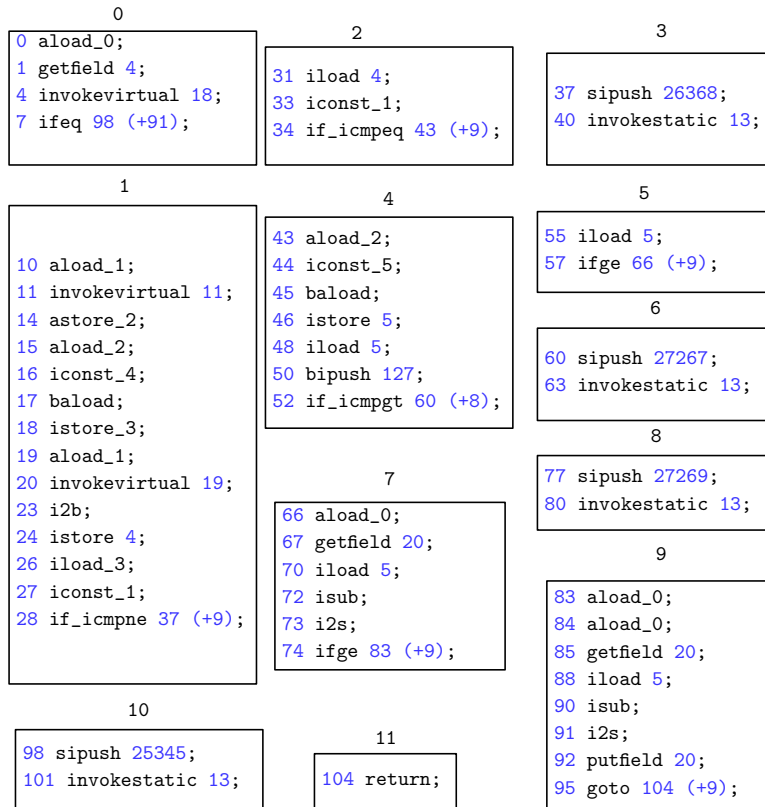 0
0 aload_0;
1 getfield 4;
4 invokevirtual 18;
7 ifeq 98 (+91);
2
31 iload 4;
33 iconst_1;
34 if_icmpeq 43 (+9);
3
37 sipush 26368;
40 invokestatic 13;
1
10 aload_1;
11 invokevirtual 11;
14 astore_2;
15 aload_2;
16 iconst_4;
17 baload;
18 istore_3;
19 aload_1;
20 invokevirtual 19;
23 i2b;
24 istore 4;
26 iload_3;
27 iconst_1;
28 if_icmpne 37 (+9);
4
43 aload_2;
44 iconst_5;
45 baload;
46 istore 5;
48 iload 5;
50 bipush 127;
52 if_icmpgt 60 (+8);
5
55 iload 5;
57 ifge 66 (+9);
6
60 sipush 27267;
63 invokestatic 13;
7
66 aload_0;
67 getfield 20;
70 iload 5;
72 isub;
73 i2s;
74 ifge 83 (+9);
8
77 sipush 27269;
80 invokestatic 13;
9
83 aload_0;
84 aload_0;
85 getfield 20;
88 iload 5;
90 isub;
91 i2s;
92 putfield 20;
95 goto 104 (+9);
10
98 sipush 25345;
101 invokestatic 13;
11
104 return;